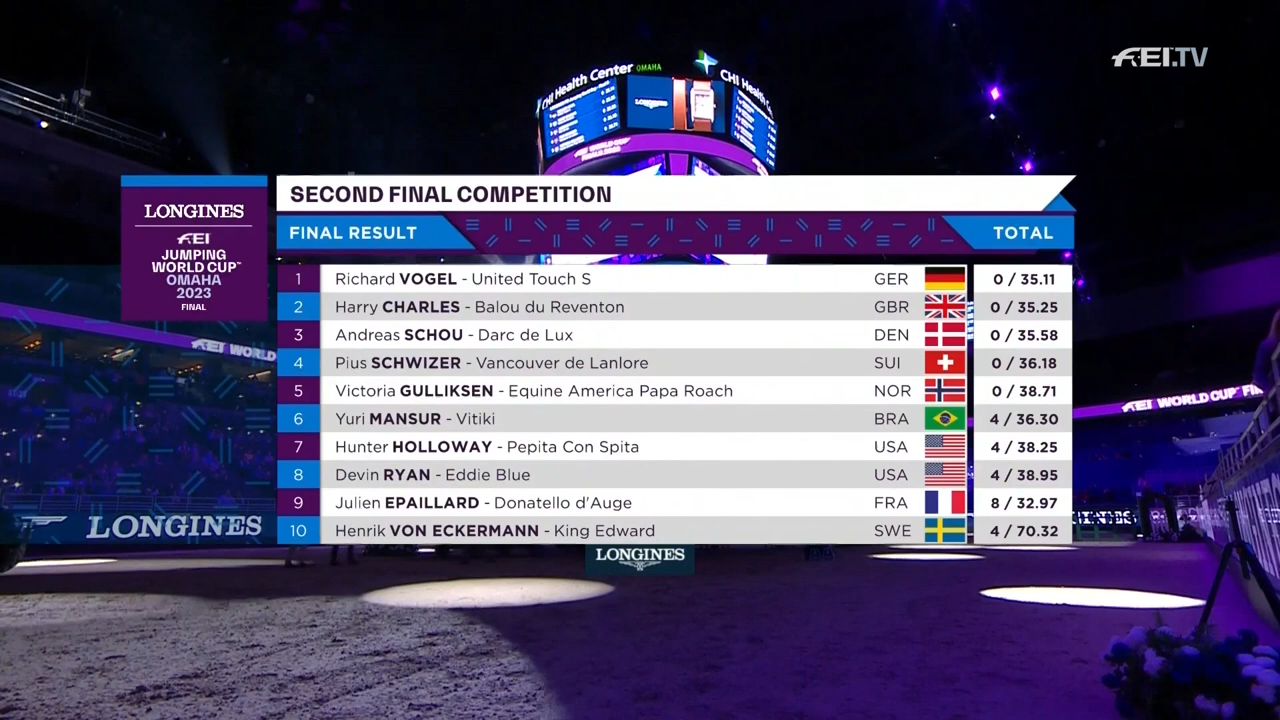 FEI.TV
CHI Health Center OMAHA
CHI Health
LONGINES
SECOND FINAL COMPETITION
FINAL RESULT TOTAL
LONGINES
FEI
JUMPING
WORLD CUP™
OMAHA
2023
FINAL
1 Richard VOGEL - United Touch S GER 0 / 35.11
2 Harry CHARLES - Balou du Reventon GBR 0 / 35.25
3 Andreas SCHOU - Darc de Lux DEN 0 / 35.58
4 Pius SCHWIZER - Vancouver de Lanlore SUI 0 / 36.18
5 Victoria GULLIKSEN - Equine America Papa Roach NOR 0 / 38.71
6 Yuri MANSUR - Vitiki BRA 4 / 36.30
7 Hunter HOLLOWAY - Pepita Con Spita USA 4 / 38.25
8 Devin RYAN - Eddie Blue USA 4 / 38.95
9 Julien EPAILLARD - Donatello d'Auge FRA 8 / 32.97
10 Henrik VON ECKERMANN - King Edward SWE 4 / 70.32
FEI WORLD
FEI WORLD CUP™
LONGINES
LONGINES